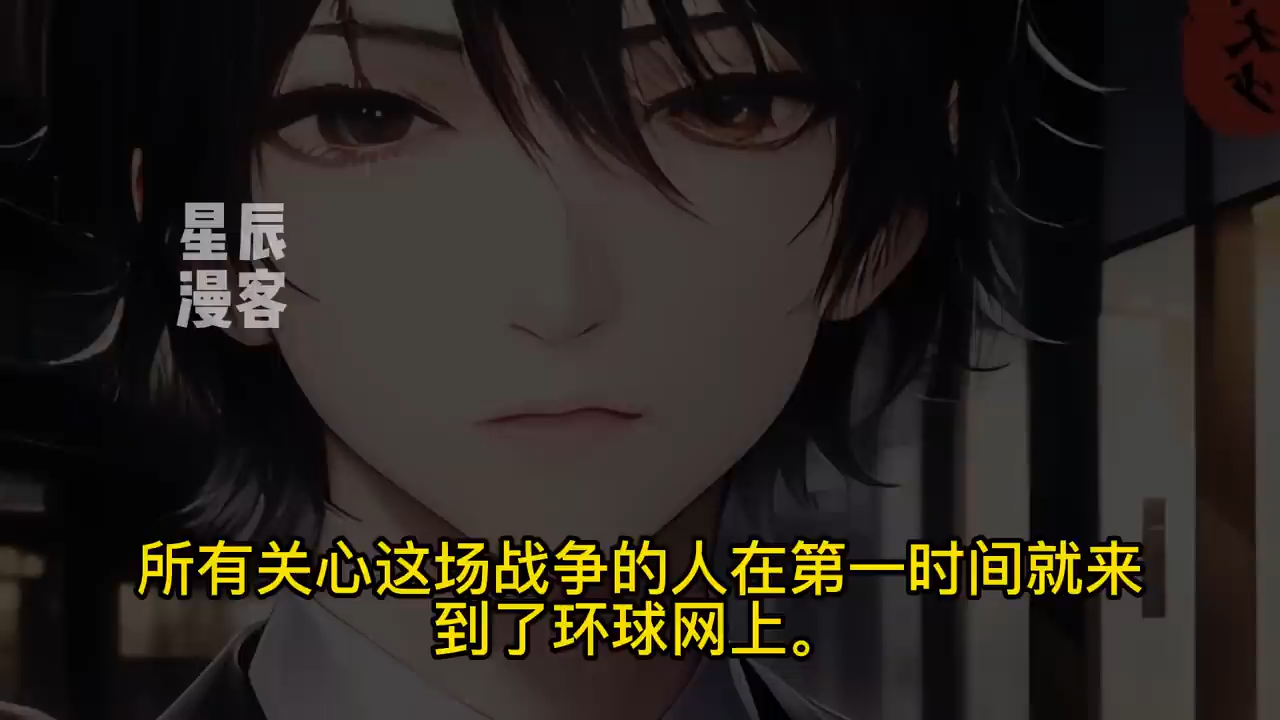 星辰
漫客
所有关心这场战争的人在第一时间就来
到了环球网上。